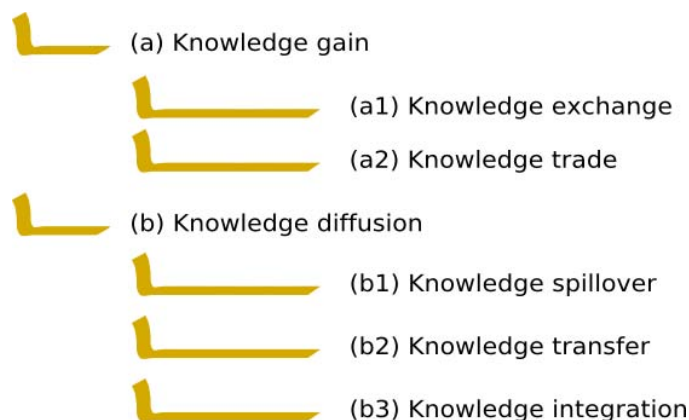 (a) Knowledge gain
(a1) Knowledge exchange
(a2) Knowledge trade
(b) Knowledge diffusion
(b1) Knowledge spillover
(b2) Knowledge transfer
(b3) Knowledge integration